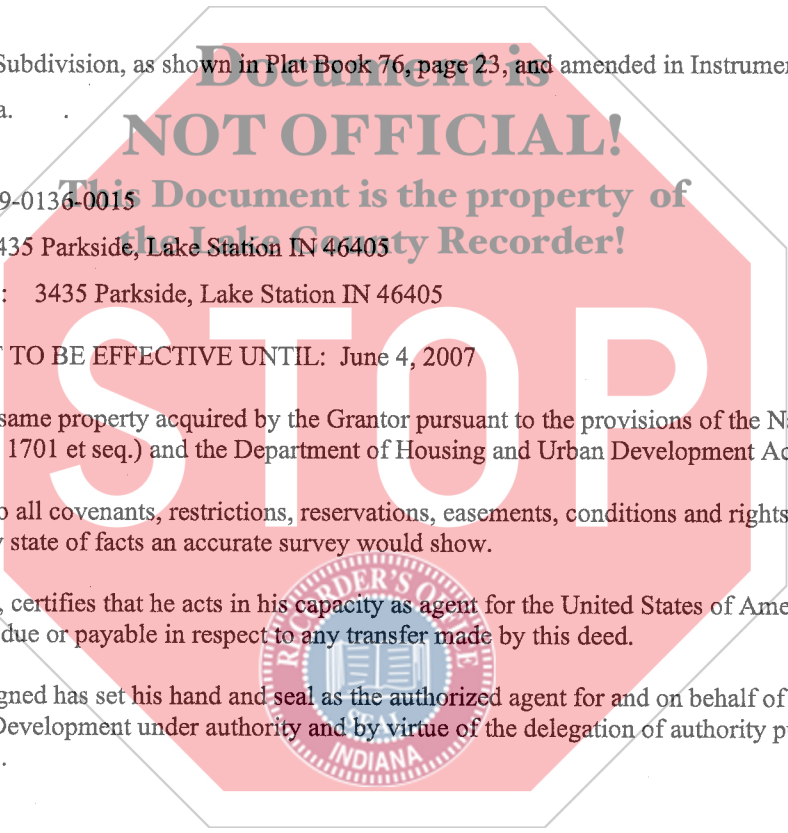 Subdivision, as shown in Plat Book 76, page 23, and amended in Instrume
Document is
a.
NOT OFFICIAL!
9-0136-0015
This Document is the property of
435 Parkside, Lake Station IN 46405
the Lake County Recorder!
: 3435 Parkside, Lake Station IN 46405
STOP
T TO BE EFFECTIVE UNTIL: June 4, 2007
same property acquired by the Grantor pursuant to the provisions of the N
1701 et seq.) and the Department of Housing and Urban Development Ac
o all covenants, restrictions, reservations, easements, conditions and rights
y state of facts an accurate survey would show.
, certifies that he acts in his capacity as agent for the United States of Ame
due or payable in respect to any transfer made by this deed.
RECORDER'S OFFICE
SEAL
INDIANA
gned has set his hand and seal as the authorized agent for and on behalf of
Development under authority and by virtue of the delegation of authority pu
.